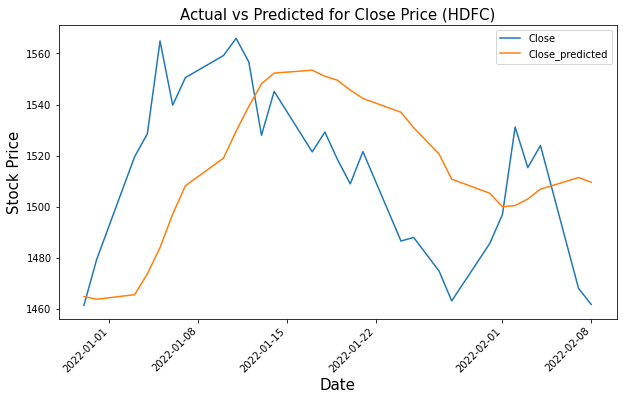 Actual vs Predicted for Close Price (HDFC)
Close
Close_predicted
Stock Price
1560
1540
1520
1500
1480
1460
2022-01-01
2022-01-08
2022-01-15
2022-01-22
2022-02-01
2022-02-08
Date